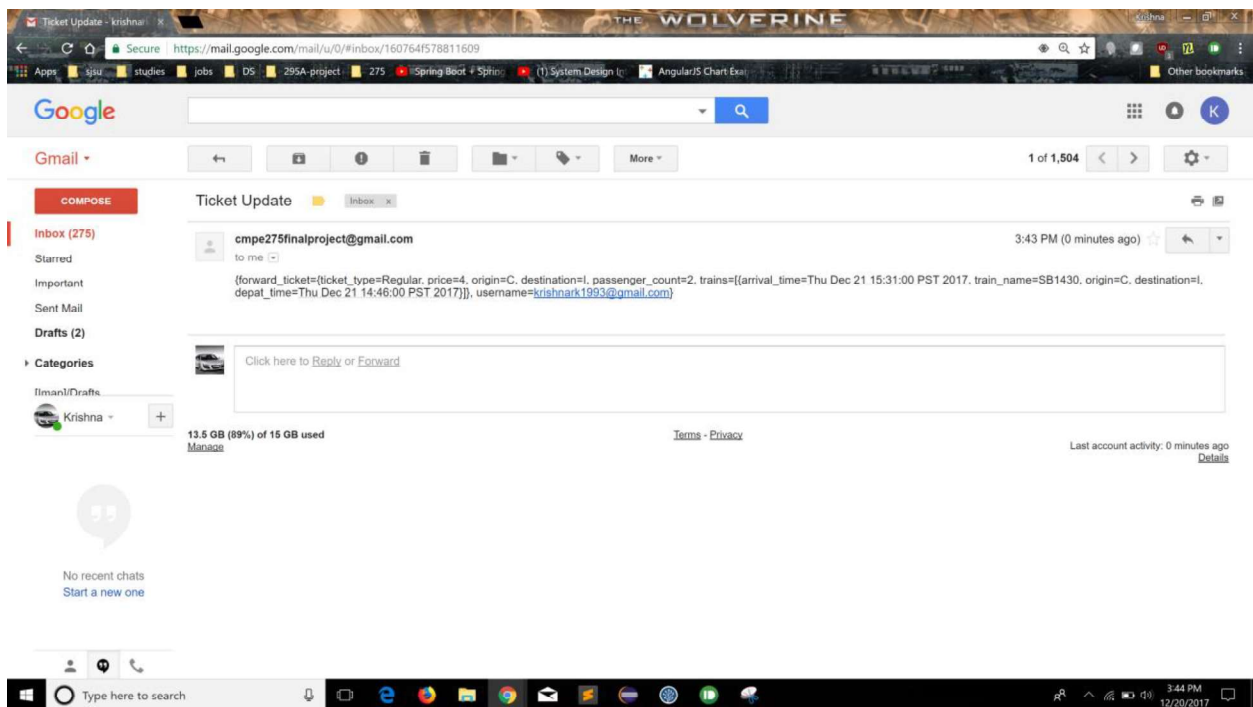 Ticket Update - krishnai
THE WOLVERINE
Krishna
Secure https://mail.google.com/mail/u/0/#inbox/160764f578811609
Apps sjsu studies jobs DS 295A-project 275 Spring Boot + Spring (1) System Design In AngularJS Chart Exa Other bookmarks
Google
K
Gmail
More
1 of 1,504
COMPOSE
Ticket Update Inbox x
Inbox (275)
cmpe275finalproject@gmail.com
3:43 PM (0 minutes ago)
Starred
to me
Important
{forward_ticket={ticket_type=Regular, price=4, origin=C, destination=I, passenger_count=2, trains=[{arrival_time=Thu Dec 21 15:31:00 PST 2017, train_name=SB1430, origin=C, destination=I,
depat_time=Thu Dec 21 14:46:00 PST 2017}]}, username=krishnark1993@gmail.com}
Sent Mail
Drafts (2)
Categories
Click here to Reply or Forward
[Imap]/Drafts
Krishna
13.5 GB (89%) of 15 GB used
Manage
Terms - Privacy
Last account activity: 0 minutes ago
Details
No recent chats
Start a new one
Type here to search
3:44 PM
12/20/2017